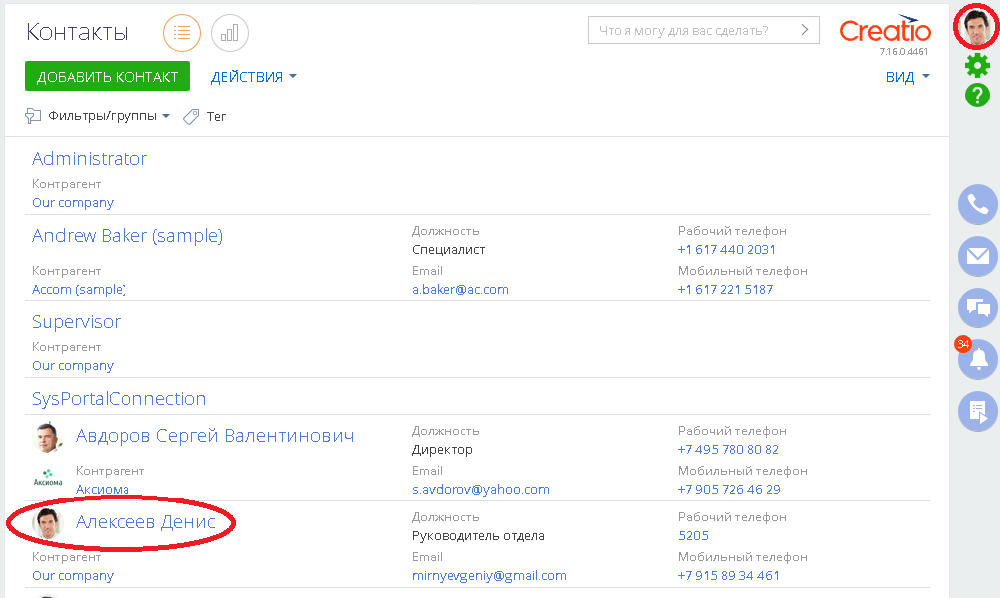 Контакты
Что я могу для вас сделать?
Creatio
7.16.0.4461
ДОБАВИТЬ КОНТАКТ ДЕЙСТВИЯ ВИД
Фильтры/группы Тег
Administrator
Контрагент
Our company
Andrew Baker (sample)
Должность Рабочий телефон
Специалист +1 617 440 2031
Контрагент Email Мобильный телефон
Accom (sample) a.baker@ac.com +1 617 221 5187
Supervisor
Контрагент
Our company
34
SysPortalConnection
Авдоров Сергей Валентинович
Должность Рабочий телефон
Директор +7 495 780 80 82
Аксиома
Контрагент Email Мобильный телефон
Аксиома s.avdorov@yahoo.com +7 905 726 46 29
Алексеев Денис
Должность Рабочий телефон
Руководитель отдела 5205
Контрагент Email Мобильный телефон
Our company mirnyevgeniy@gmail.com +7 915 89 34 461